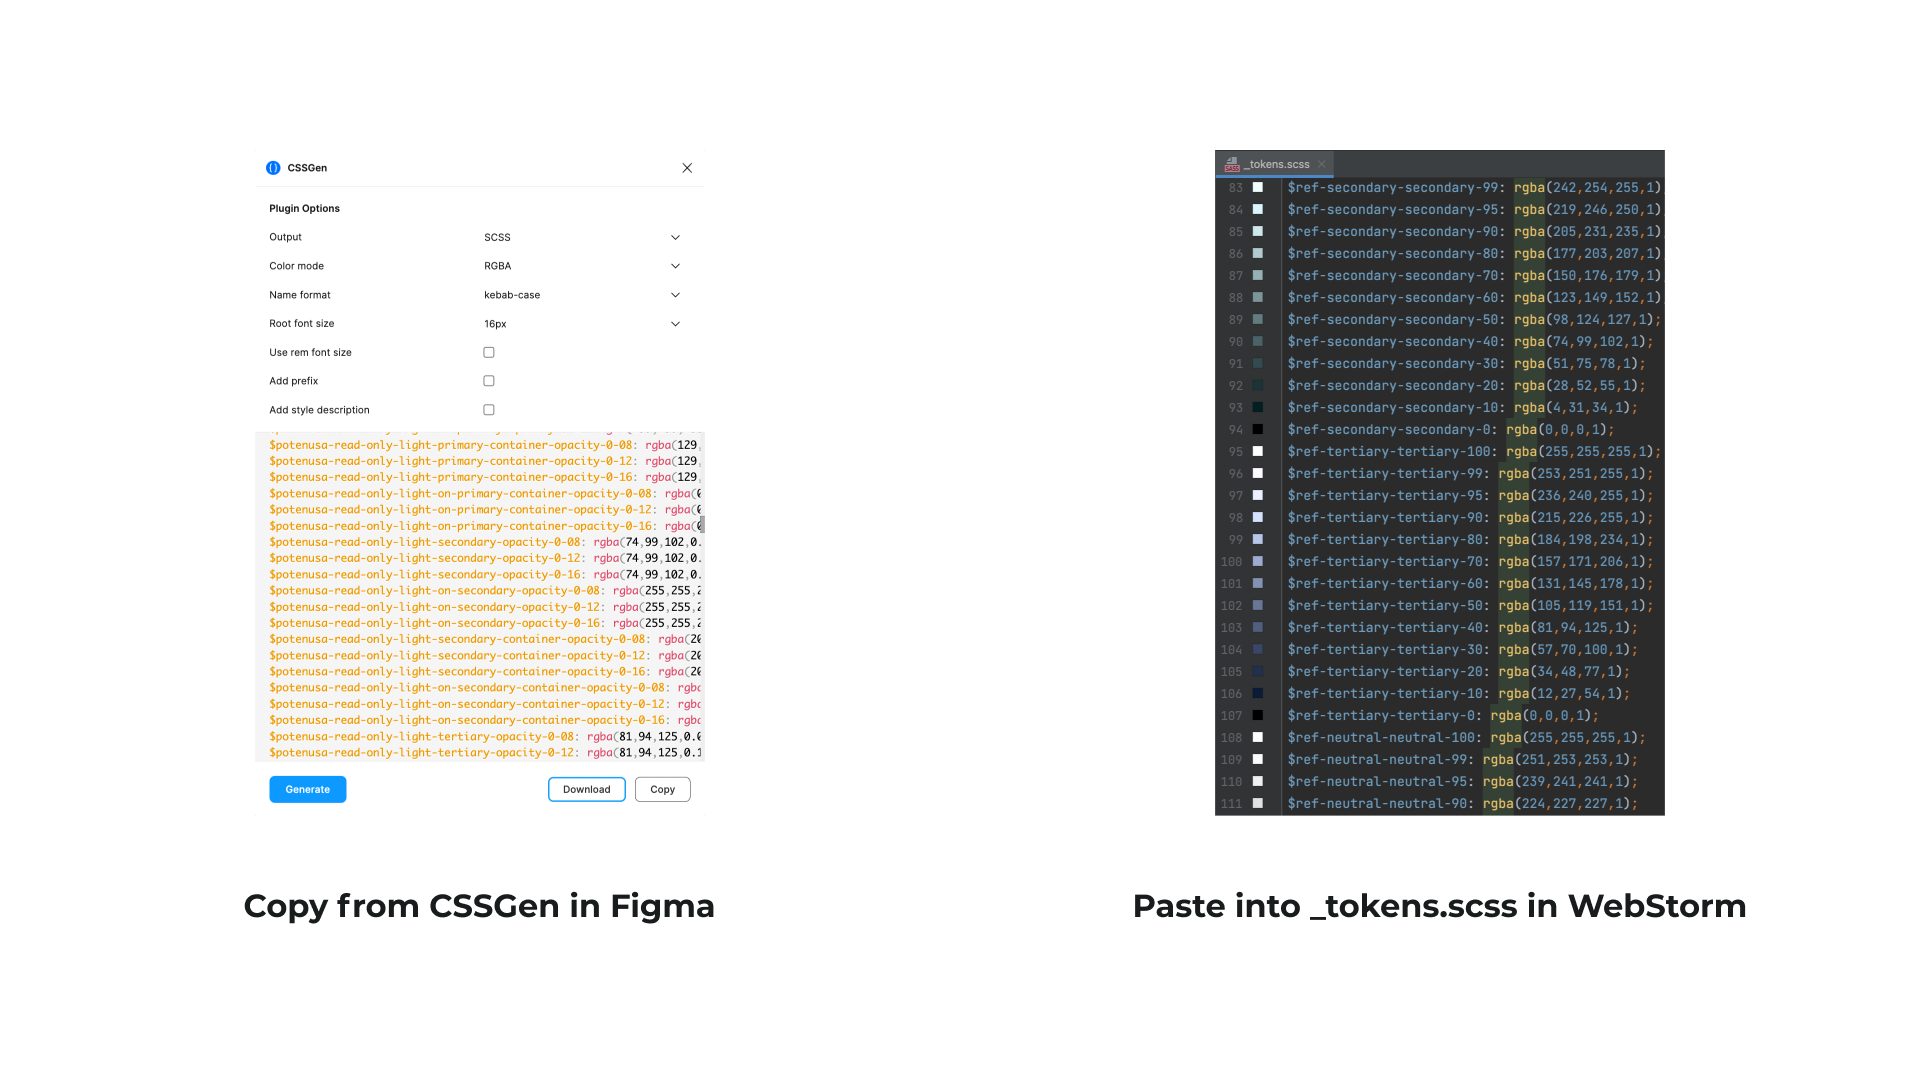 CSSGen
Plugin Options
Output SCSS
Color mode RGBA
Name format kebab-case
Root font size 16px
Use rem font size
Add prefix
Add style description
$potenusa-read-only-light-primary-container-opacity-0-08: rgba(129,
$potenusa-read-only-light-primary-container-opacity-0-12: rgba(129,
$potenusa-read-only-light-primary-container-opacity-0-16: rgba(129,
$potenusa-read-only-light-on-primary-container-opacity-0-08: rgba(0
$potenusa-read-only-light-on-primary-container-opacity-0-12: rgba(0
$potenusa-read-only-light-on-primary-container-opacity-0-16: rgba(0
$potenusa-read-only-light-secondary-opacity-0-08: rgba(74,99,102,0.
$potenusa-read-only-light-secondary-opacity-0-12: rgba(74,99,102,0.
$potenusa-read-only-light-secondary-opacity-0-16: rgba(74,99,102,0.
$potenusa-read-only-light-on-secondary-opacity-0-08: rgba(255,255,2
$potenusa-read-only-light-on-secondary-opacity-0-12: rgba(255,255,2
$potenusa-read-only-light-on-secondary-opacity-0-16: rgba(255,255,2
$potenusa-read-only-light-secondary-container-opacity-0-08: rgba(20
$potenusa-read-only-light-secondary-container-opacity-0-12: rgba(20
$potenusa-read-only-light-secondary-container-opacity-0-16: rgba(20
$potenusa-read-only-light-on-secondary-container-opacity-0-08: rgba
$potenusa-read-only-light-on-secondary-container-opacity-0-12: rgba
$potenusa-read-only-light-on-secondary-container-opacity-0-16: rgba
$potenusa-read-only-light-tertiary-opacity-0-08: rgba(81,94,125,0.0
$potenusa-read-only-light-tertiary-opacity-0-12: rgba(81,94,125,0.1
Generate Download Copy
Copy from CSSGen in Figma
_tokens.scss
83 $ref-secondary-secondary-99: rgba(242,254,255,1)
84 $ref-secondary-secondary-95: rgba(219,246,250,1)
85 $ref-secondary-secondary-90: rgba(205,231,235,1)
86 $ref-secondary-secondary-80: rgba(177,203,207,1)
87 $ref-secondary-secondary-70: rgba(150,176,179,1)
88 $ref-secondary-secondary-60: rgba(123,149,152,1)
89 $ref-secondary-secondary-50: rgba(98,124,127,1);
90 $ref-secondary-secondary-40: rgba(74,99,102,1);
91 $ref-secondary-secondary-30: rgba(51,75,78,1);
92 $ref-secondary-secondary-20: rgba(28,52,55,1);
93 $ref-secondary-secondary-10: rgba(4,31,34,1);
94 $ref-secondary-secondary-0: rgba(0,0,0,1);
95 $ref-tertiary-tertiary-100: rgba(255,255,255,1);
96 $ref-tertiary-tertiary-99: rgba(253,251,255,1);
97 $ref-tertiary-tertiary-95: rgba(236,240,255,1);
98 $ref-tertiary-tertiary-90: rgba(215,226,255,1);
99 $ref-tertiary-tertiary-80: rgba(184,198,234,1);
100 $ref-tertiary-tertiary-70: rgba(157,171,206,1);
101 $ref-tertiary-tertiary-60: rgba(131,145,178,1);
102 $ref-tertiary-tertiary-50: rgba(105,119,151,1);
103 $ref-tertiary-tertiary-40: rgba(81,94,125,1);
104 $ref-tertiary-tertiary-30: rgba(57,70,100,1);
105 $ref-tertiary-tertiary-20: rgba(34,48,77,1);
106 $ref-tertiary-tertiary-10: rgba(12,27,54,1);
107 $ref-tertiary-tertiary-0: rgba(0,0,0,1);
108 $ref-neutral-neutral-100: rgba(255,255,255,1);
109 $ref-neutral-neutral-99: rgba(251,253,253,1);
110 $ref-neutral-neutral-95: rgba(239,241,241,1);
111 $ref-neutral-neutral-90: rgba(224,227,227,1);
Paste into _tokens.scss in WebStorm